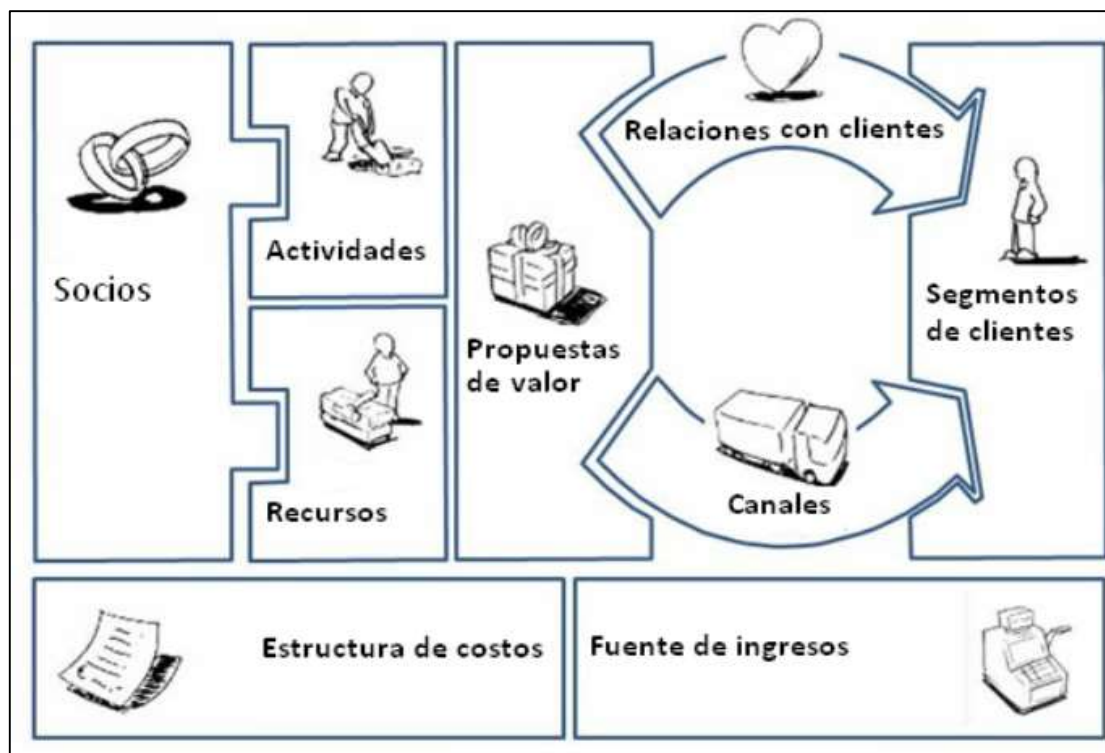 Socios
Actividades
Recursos
Propuestas
de valor
Relaciones con clientes
Canales
Segmentos
de clientes
Estructura de costos
Fuente de ingresos